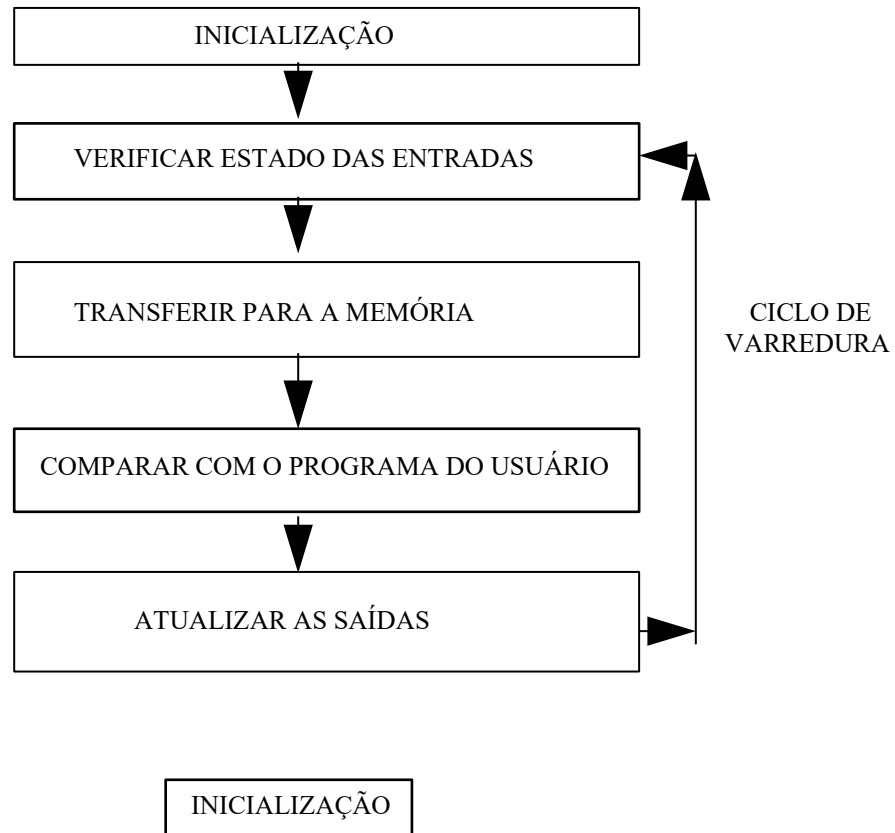 INICIALIZAÇÃO
VERIFICAR ESTADO DAS ENTRADAS
TRANSFERIR PARA A MEMÓRIA
CICLO DE
VARREDURA
COMPARAR COM O PROGRAMA DO USUÁRIO
ATUALIZAR AS SAÍDAS
INICIALIZAÇÃO